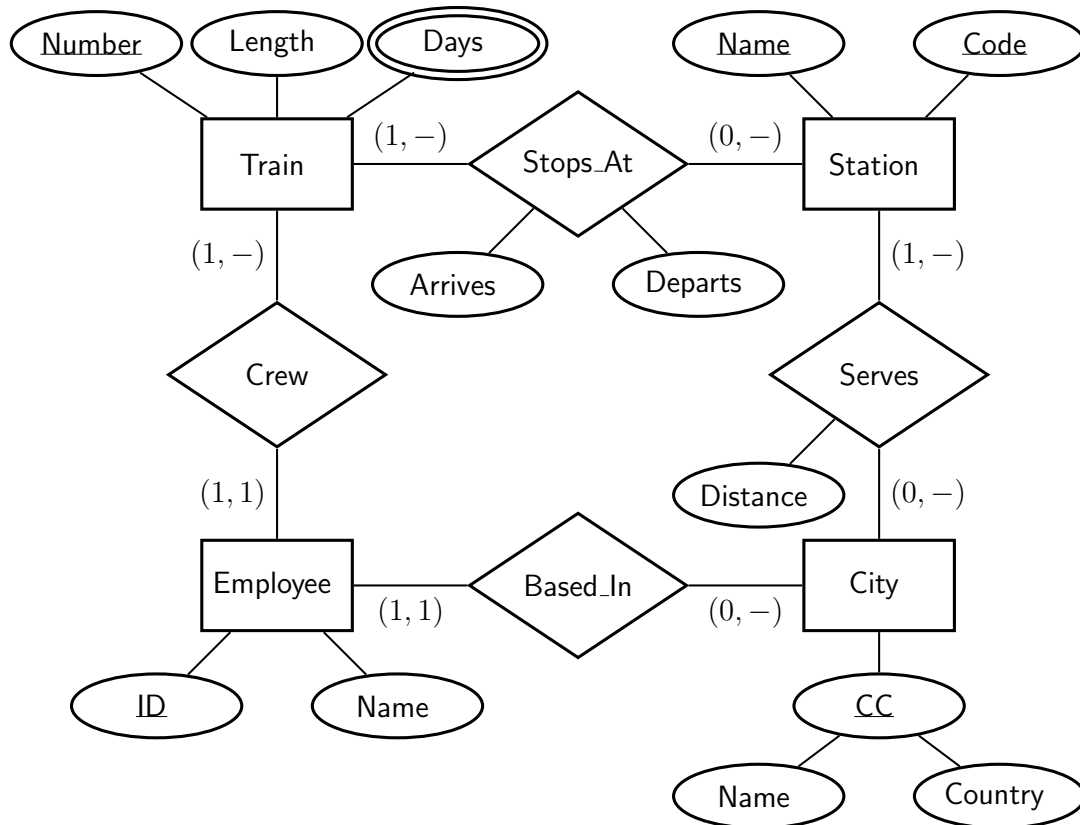 Number
Length
Days
Name
Code
(1, −)
(0, −)
Train
Stops_At
Station
(1, −)
(1, −)
Arrives
Departs
Crew
Serves
(1, 1)
Distance
(0, −)
Employee
Based_In
City
(1, 1)
(0, −)
ID
Name
CC
Name
Country